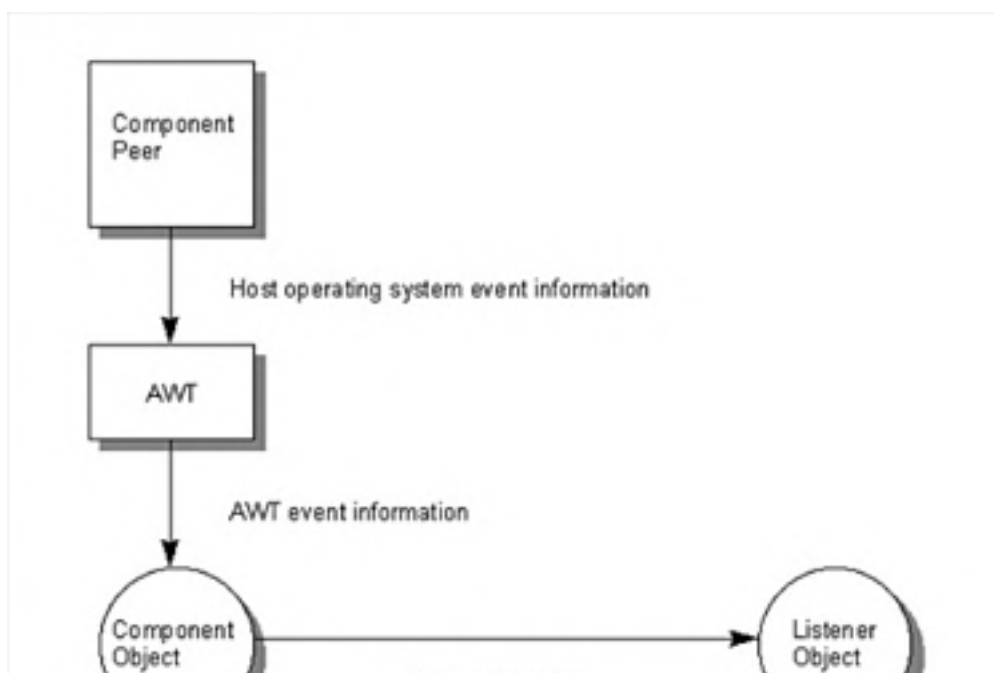 Component
Peer
Host operating system event information
AWT
AWT event information
Component
Object
Listener
Object